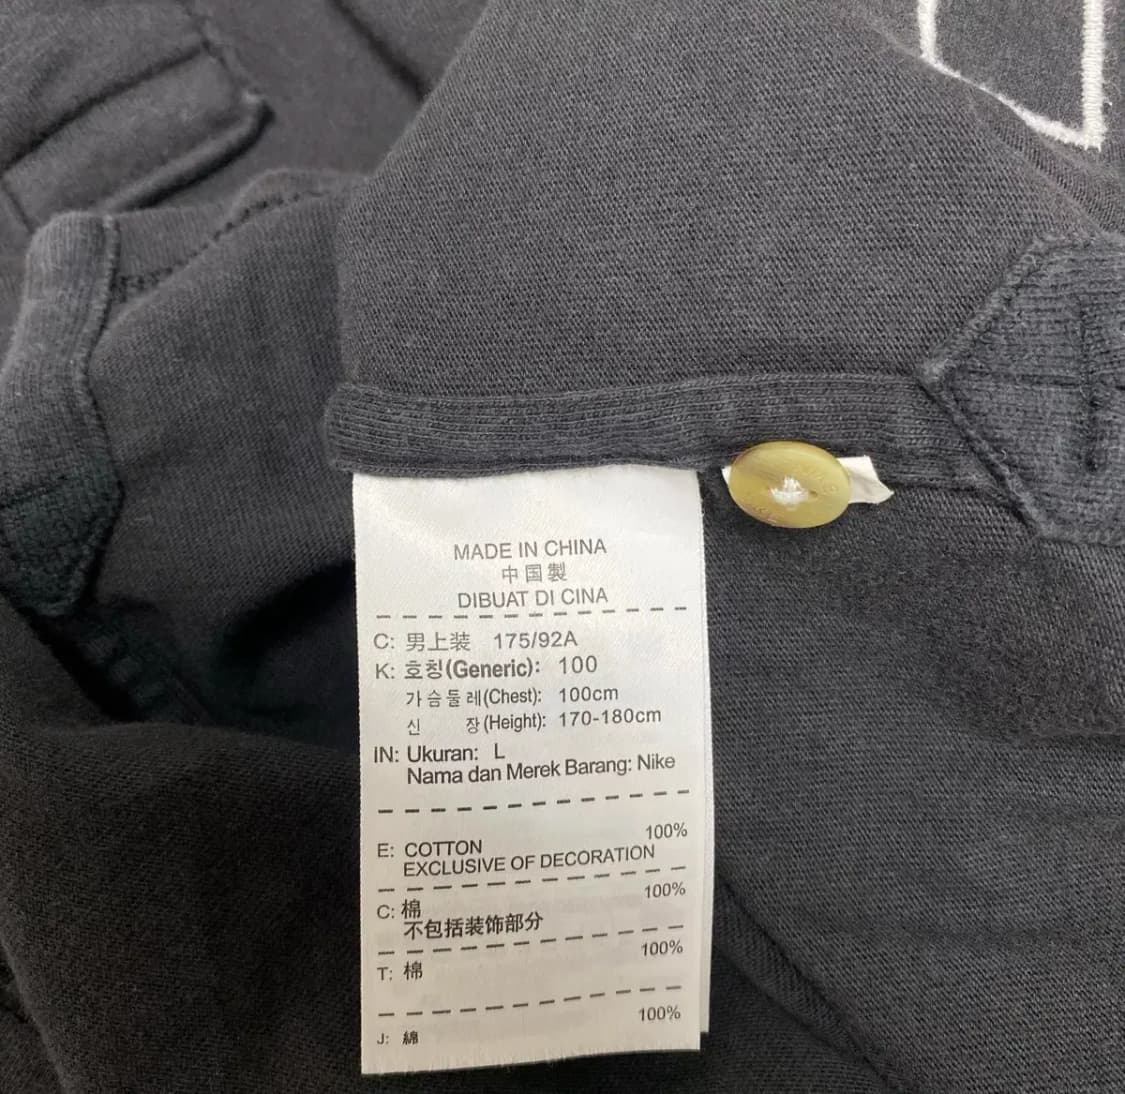 MADE IN CHINA
中国製
DIBUAT DI CINA
C: 男上装 175/92A
K: 호칭(Generic): 100
가슴둘레(Chest): 100cm
신 장(Height): 170-180cm
IN: Ukuran: L
Nama dan Merek Barang: Nike
100%
E: COTTON
EXCLUSIVE OF DECORATION
100%
C: 棉
不包括装饰部分
100%
T: 棉
100%
J: 綿